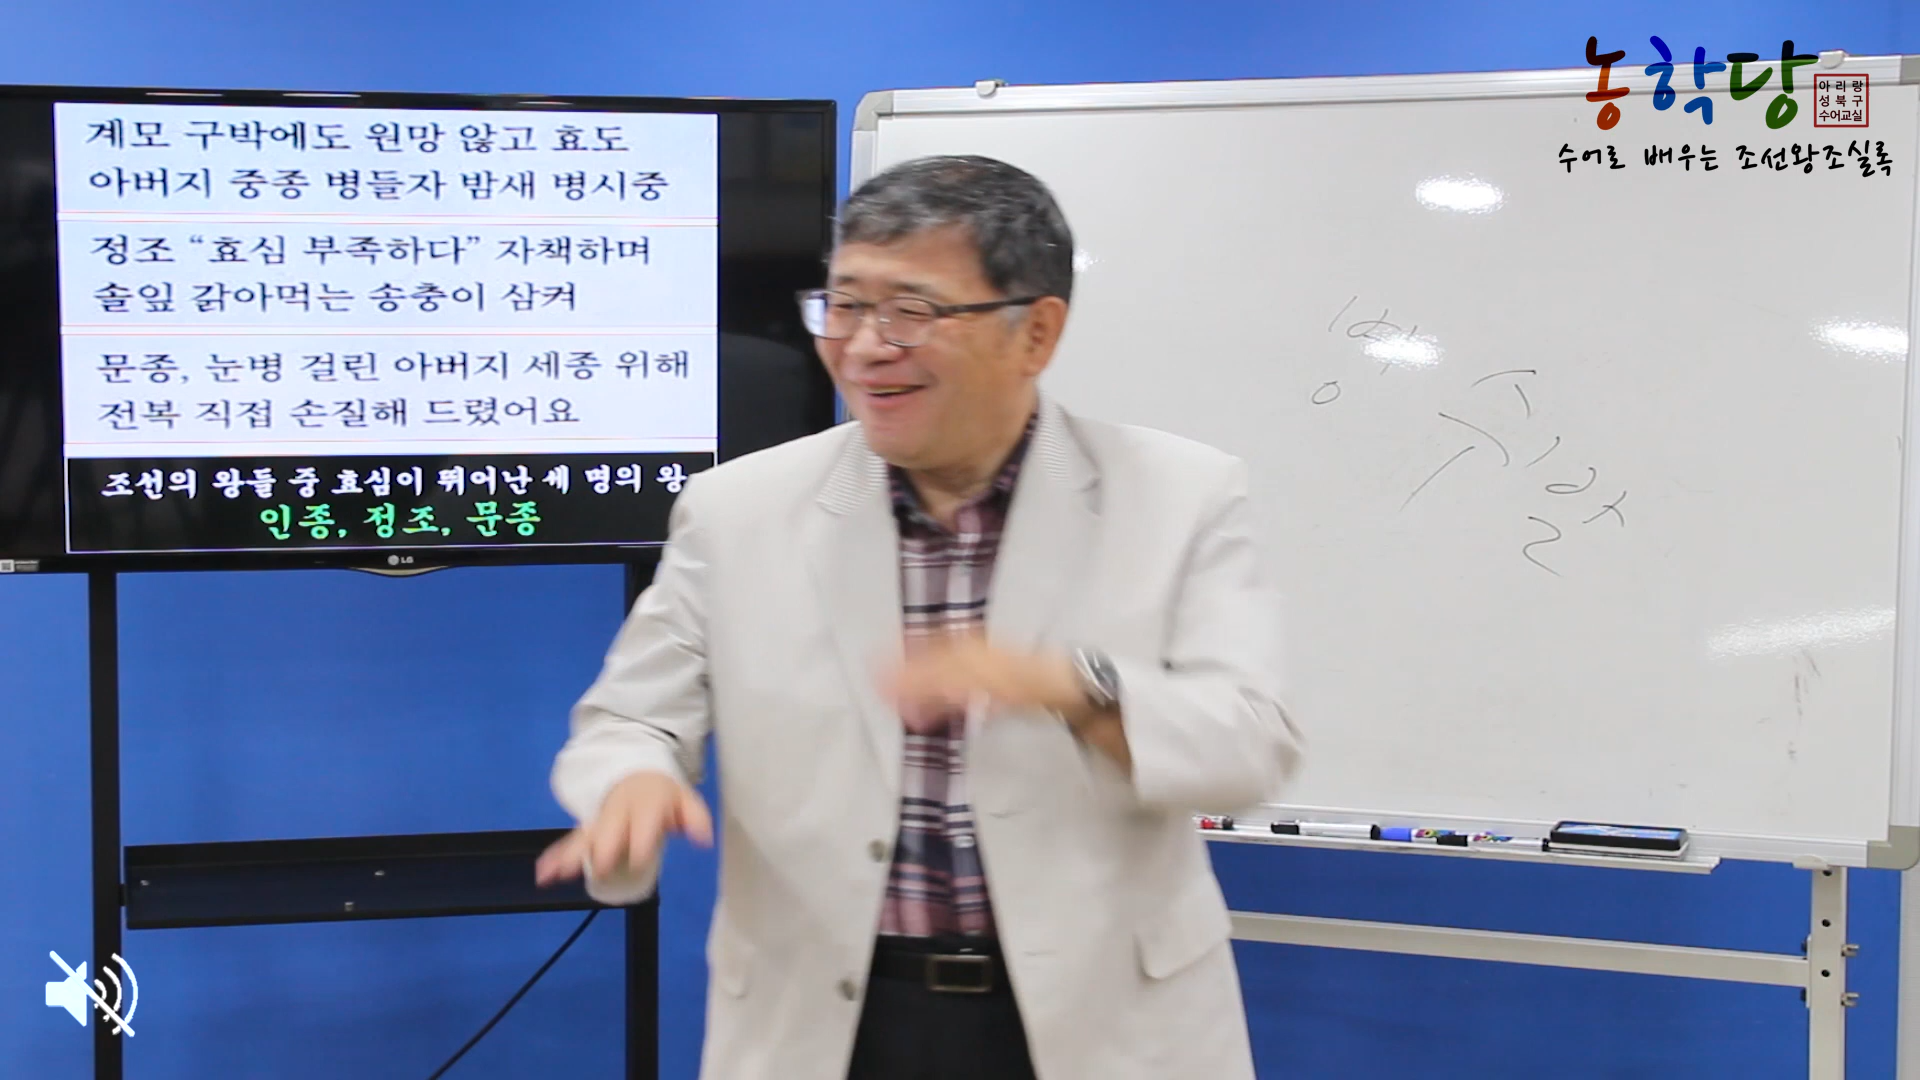 계모 구박에도 원망 않고 효도
아버지 중종 병들자 밤새 병시중
정조 “효심 부족하다” 자책하며
솔잎 갉아먹는 송충이 삼켜
문종, 눈병 걸린 아버지 세종 위해
전복 직접 손질해 드렸어요
조선의 왕들 중 효심이 뛰어난 세 명의 왕
인종, 정조, 문종
LG
농학당
아리랑
성북구
수어교실
수어로 배우는 조선왕조실록